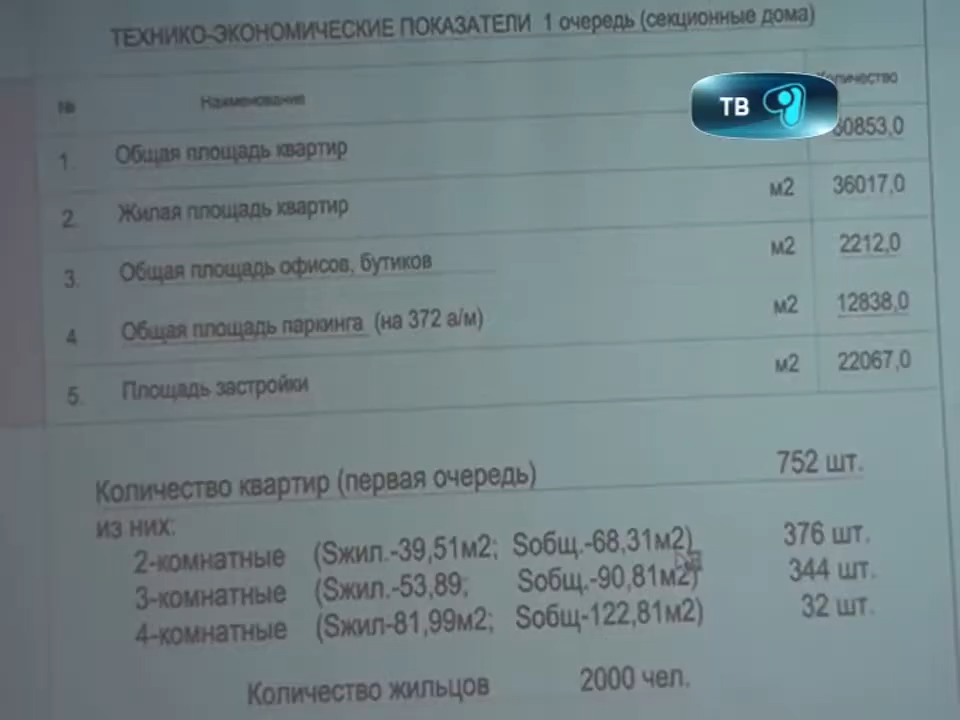 ТЕХНИКО-ЭКОНОМИЧЕСКИЕ ПОКАЗАТЕЛИ 1 очередь (секционные дома)
№ Наименование Количество
ТВ
1. Общая площадь квартир 60853,0
2. Жилая площадь квартир м2 36017,0
3. Общая площадь офисов, бутиков м2 2212,0
4 Общая площадь паркинга (на 372 а/м) м2 12838,0
5. Площадь застройки м2 22067,0
Количество квартир (первая очередь) 752 шт.
из них:
2-комнатные (Sжил.-39,51м2; Sобщ.-68,31м2) 376 шт.
3-комнатные (Sжил.-53,89; Sобщ.-90,81м2) 344 шт.
4-комнатные (Sжил-81,99м2; Sобщ-122,81м2) 32 шт.
Количество жильцов 2000 чел.